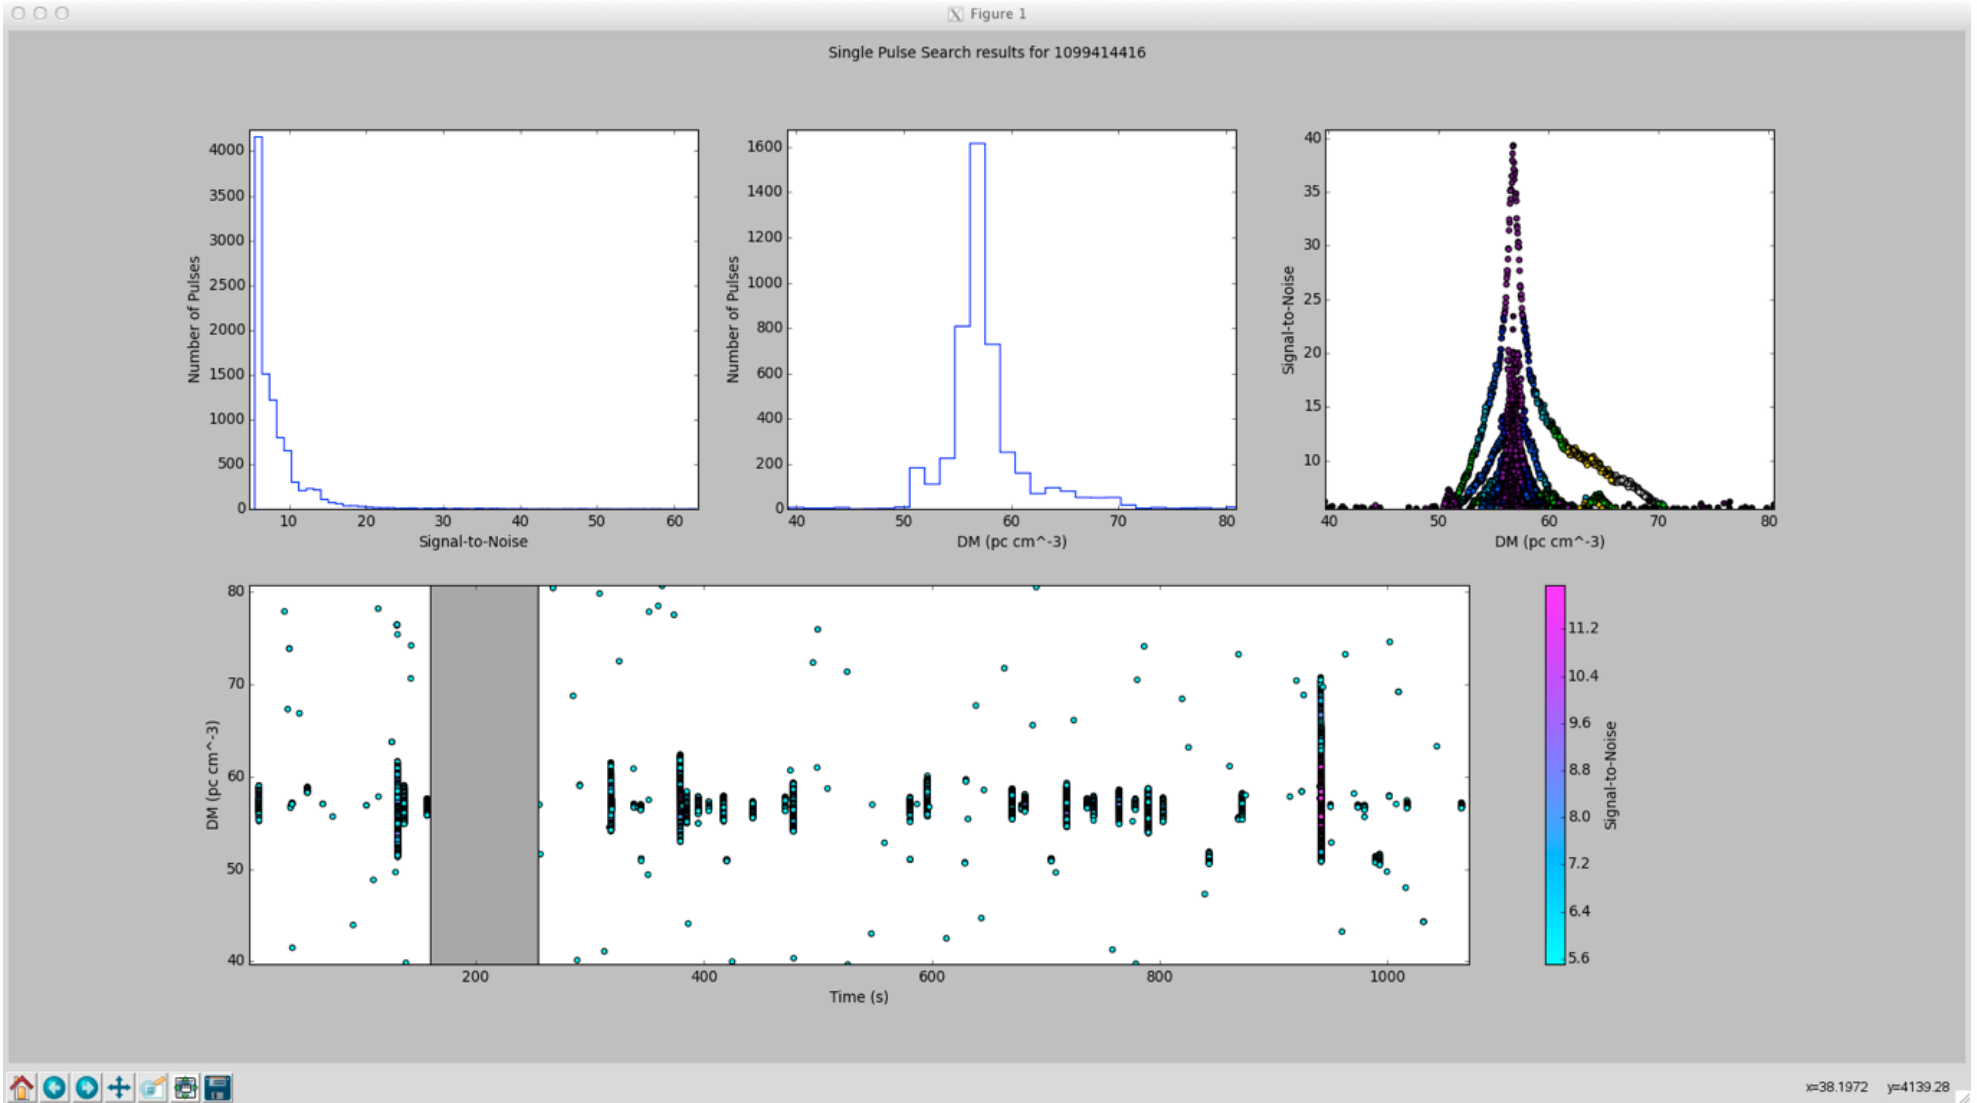 Figure 1
Single Pulse Search results for 1099414416
4000
3500
3000
2500
2000
1500
1000
500
0
Number of Pulses
10 20 30 40 50 60
Signal-to-Noise
1600
1400
1200
1000
800
600
400
200
0
Number of Pulses
40 50 60 70 80
DM (pc cm^-3)
40
35
30
25
20
15
10
Signal-to-Noise
40 50 60 70 80
DM (pc cm^-3)
80
70
60
50
40
DM (pc cm^-3)
200 400 600 800 1000
Time (s)
11.2
10.4
9.6
8.8
8.0
7.2
6.4
5.6
Signal-to-Noise
x=38.1972 y=4139.28